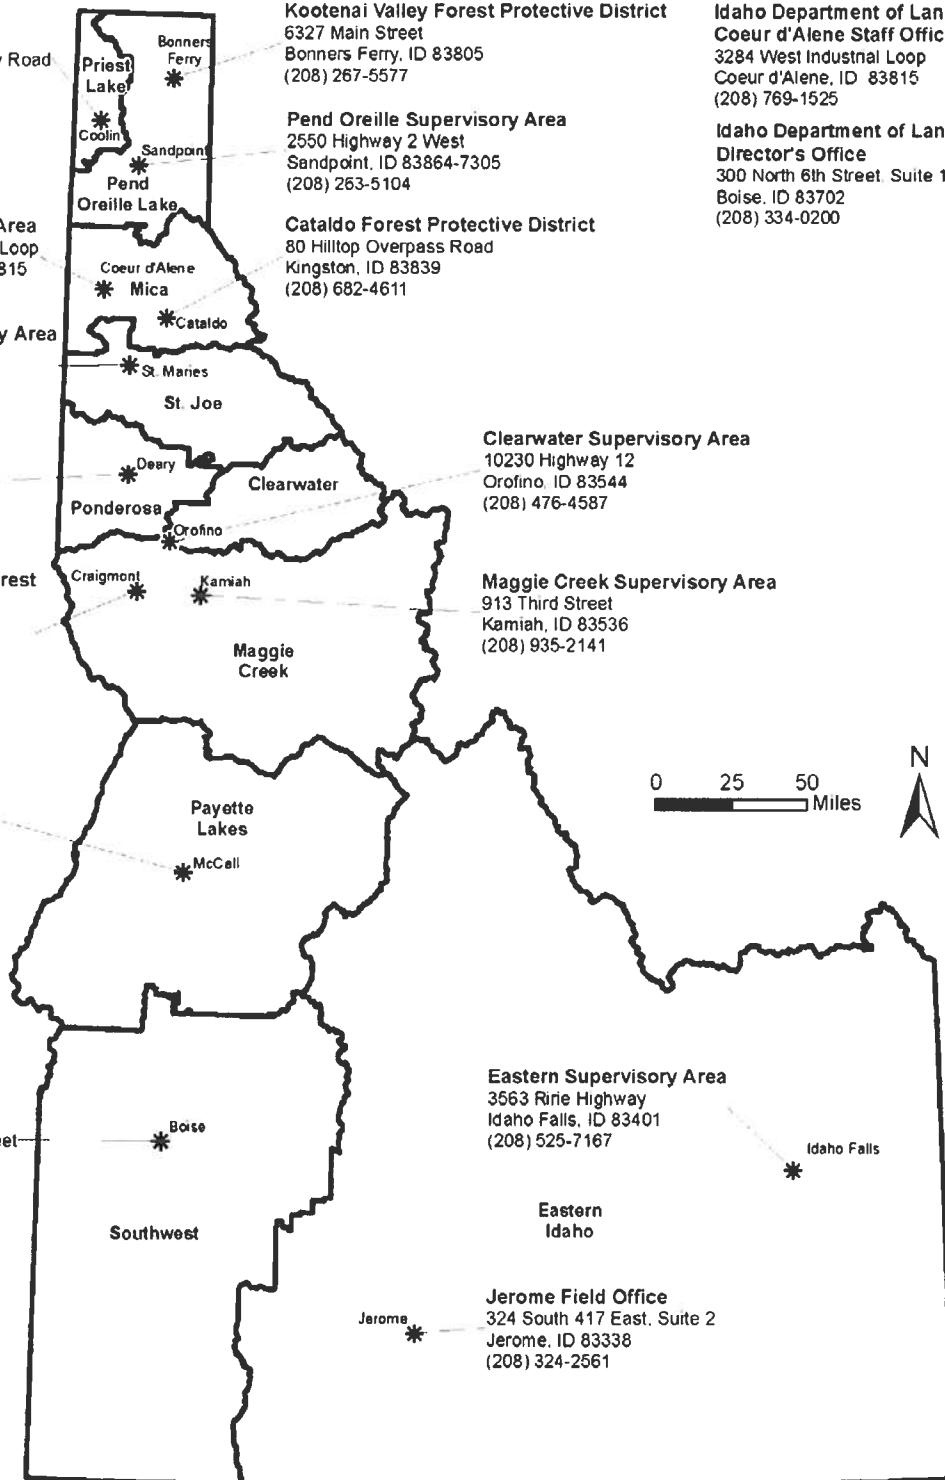 Kootenai Valley Forest Protective District
6327 Main Street
Bonners Ferry, ID 83805
(208) 267-5577
Idaho Department of Lan
Coeur d'Alene Staff Offic
3284 West Industrial Loop
Coeur d'Alene, ID 83815
(208) 769-1525
Road
Priest
Lake
Bonners
Ferry
Coolin
Sandpoint
Pend
Oreille Lake
Pend Oreille Supervisory Area
2550 Highway 2 West
Sandpoint, ID 83864-7305
(208) 263-5104
Idaho Department of Lan
Director's Office
300 North 6th Street, Suite 1
Boise, ID 83702
(208) 334-0200
Area
Loop
815
Coeur d'Alene
Mica
Cataldo
Cataldo Forest Protective District
80 Hilltop Overpass Road
Kingston, ID 83839
(208) 682-4611
y Area
St. Maries
St. Joe
Deary
Ponderosa
Clearwater
Orofino
Clearwater Supervisory Area
10230 Highway 12
Orofino, ID 83544
(208) 476-4587
rest
Craigmont
Kamiah
Maggie
Creek
Maggie Creek Supervisory Area
913 Third Street
Kamiah, ID 83536
(208) 935-2141
N
0 25 50
Miles
Payette
Lakes
McCall
Eastern Supervisory Area
3563 Ririe Highway
Idaho Falls, ID 83401
(208) 525-7167
Idaho Falls
eet
Boise
Southwest
Eastern
Idaho
Jerome
Jerome Field Office
324 South 417 East, Suite 2
Jerome, ID 83338
(208) 324-2561